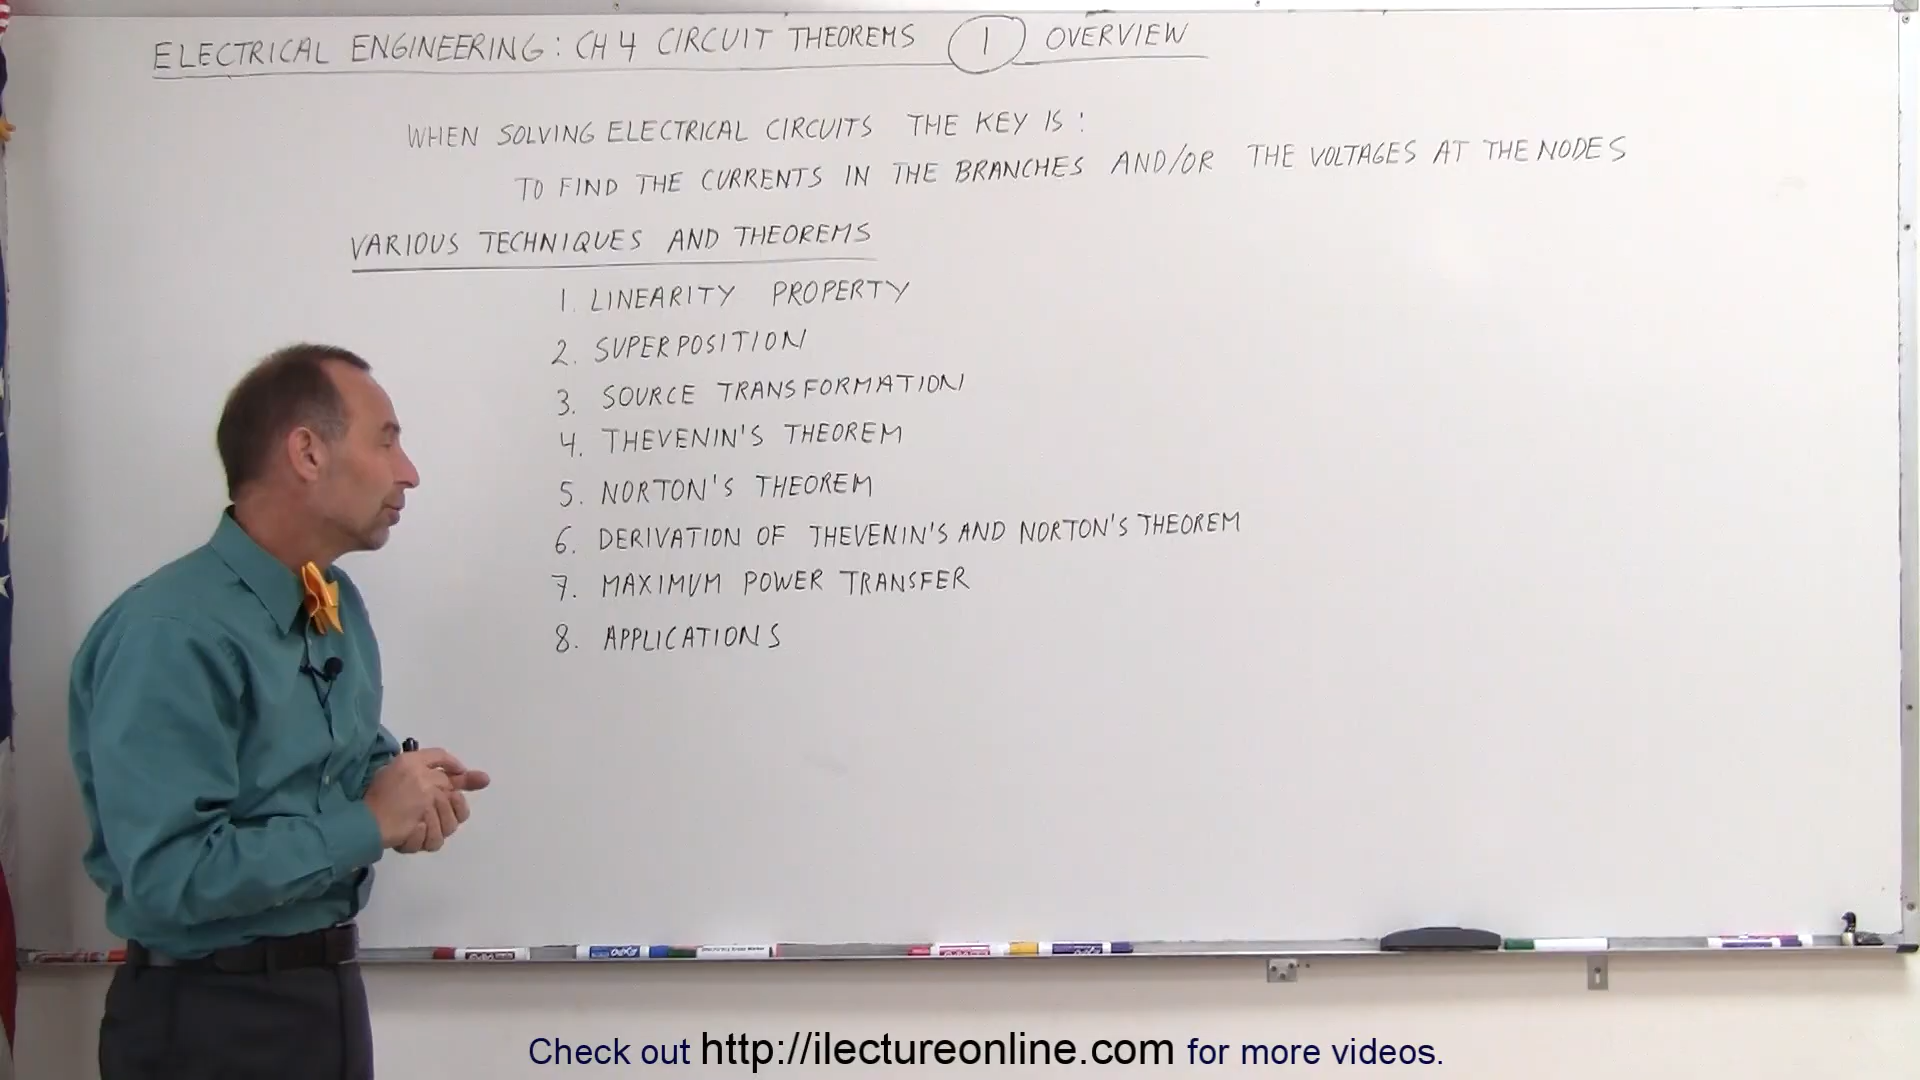 ELECTRICAL ENGINEERING: CH 4 CIRCUIT THEOREMS 1 OVERVIEW
WHEN SOLVING ELECTRICAL CIRCUITS THE KEY IS:
TO FIND THE CURRENTS IN THE BRANCHES AND/OR THE VOLTAGES AT THE NODES
VARIOUS TECHNIQUES AND THEOREMS
1. LINEARITY PROPERTY
2. SUPERPOSITION
3. SOURCE TRANSFORMATION
4. THEVENIN'S THEOREM
5. NORTON'S THEOREM
6. DERIVATION OF THEVENIN'S AND NORTON'S THEOREM
7. MAXIMUM POWER TRANSFER
8. APPLICATIONS
Check out http://ilectureonline.com for more videos.